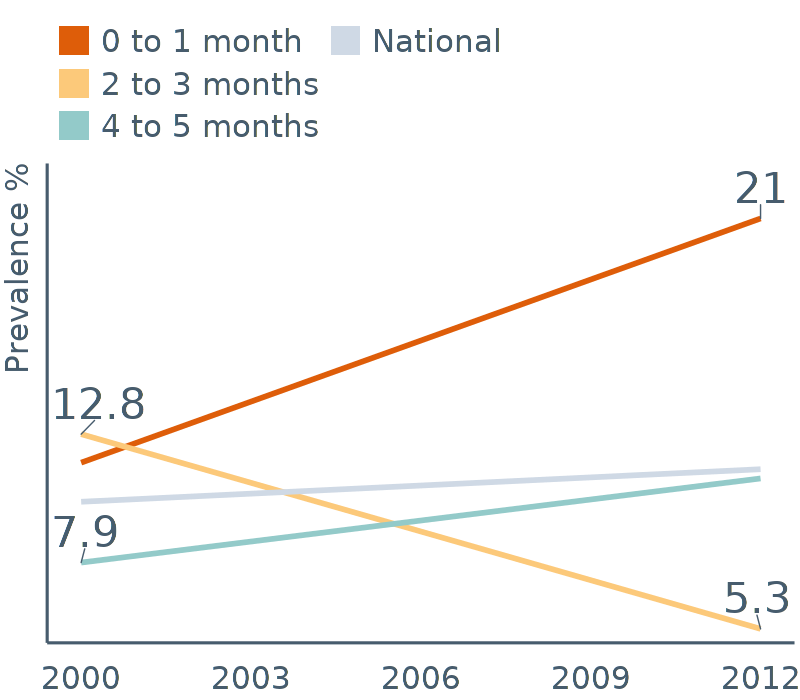 0 to 1 month
National
2 to 3 months
4 to 5 months
Prevalence %
21
12.8
7.9
5.3
2000 2003 2006 2009 2012